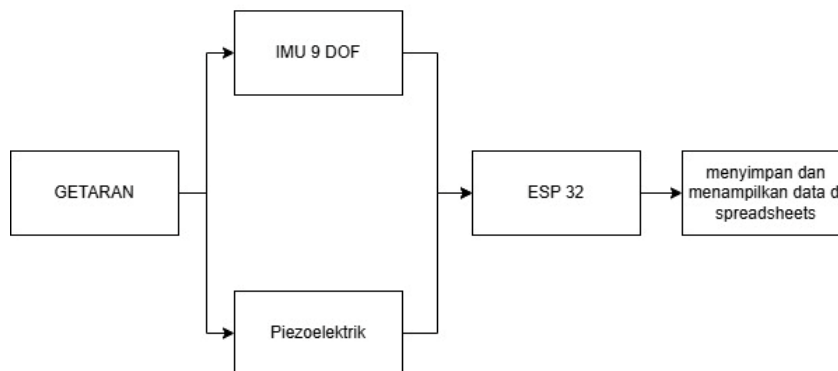 IMU 9 DOF
GETARAN
ESP 32
menyimpan dan
menampilkan data d
spreadsheets
Piezoelektrik